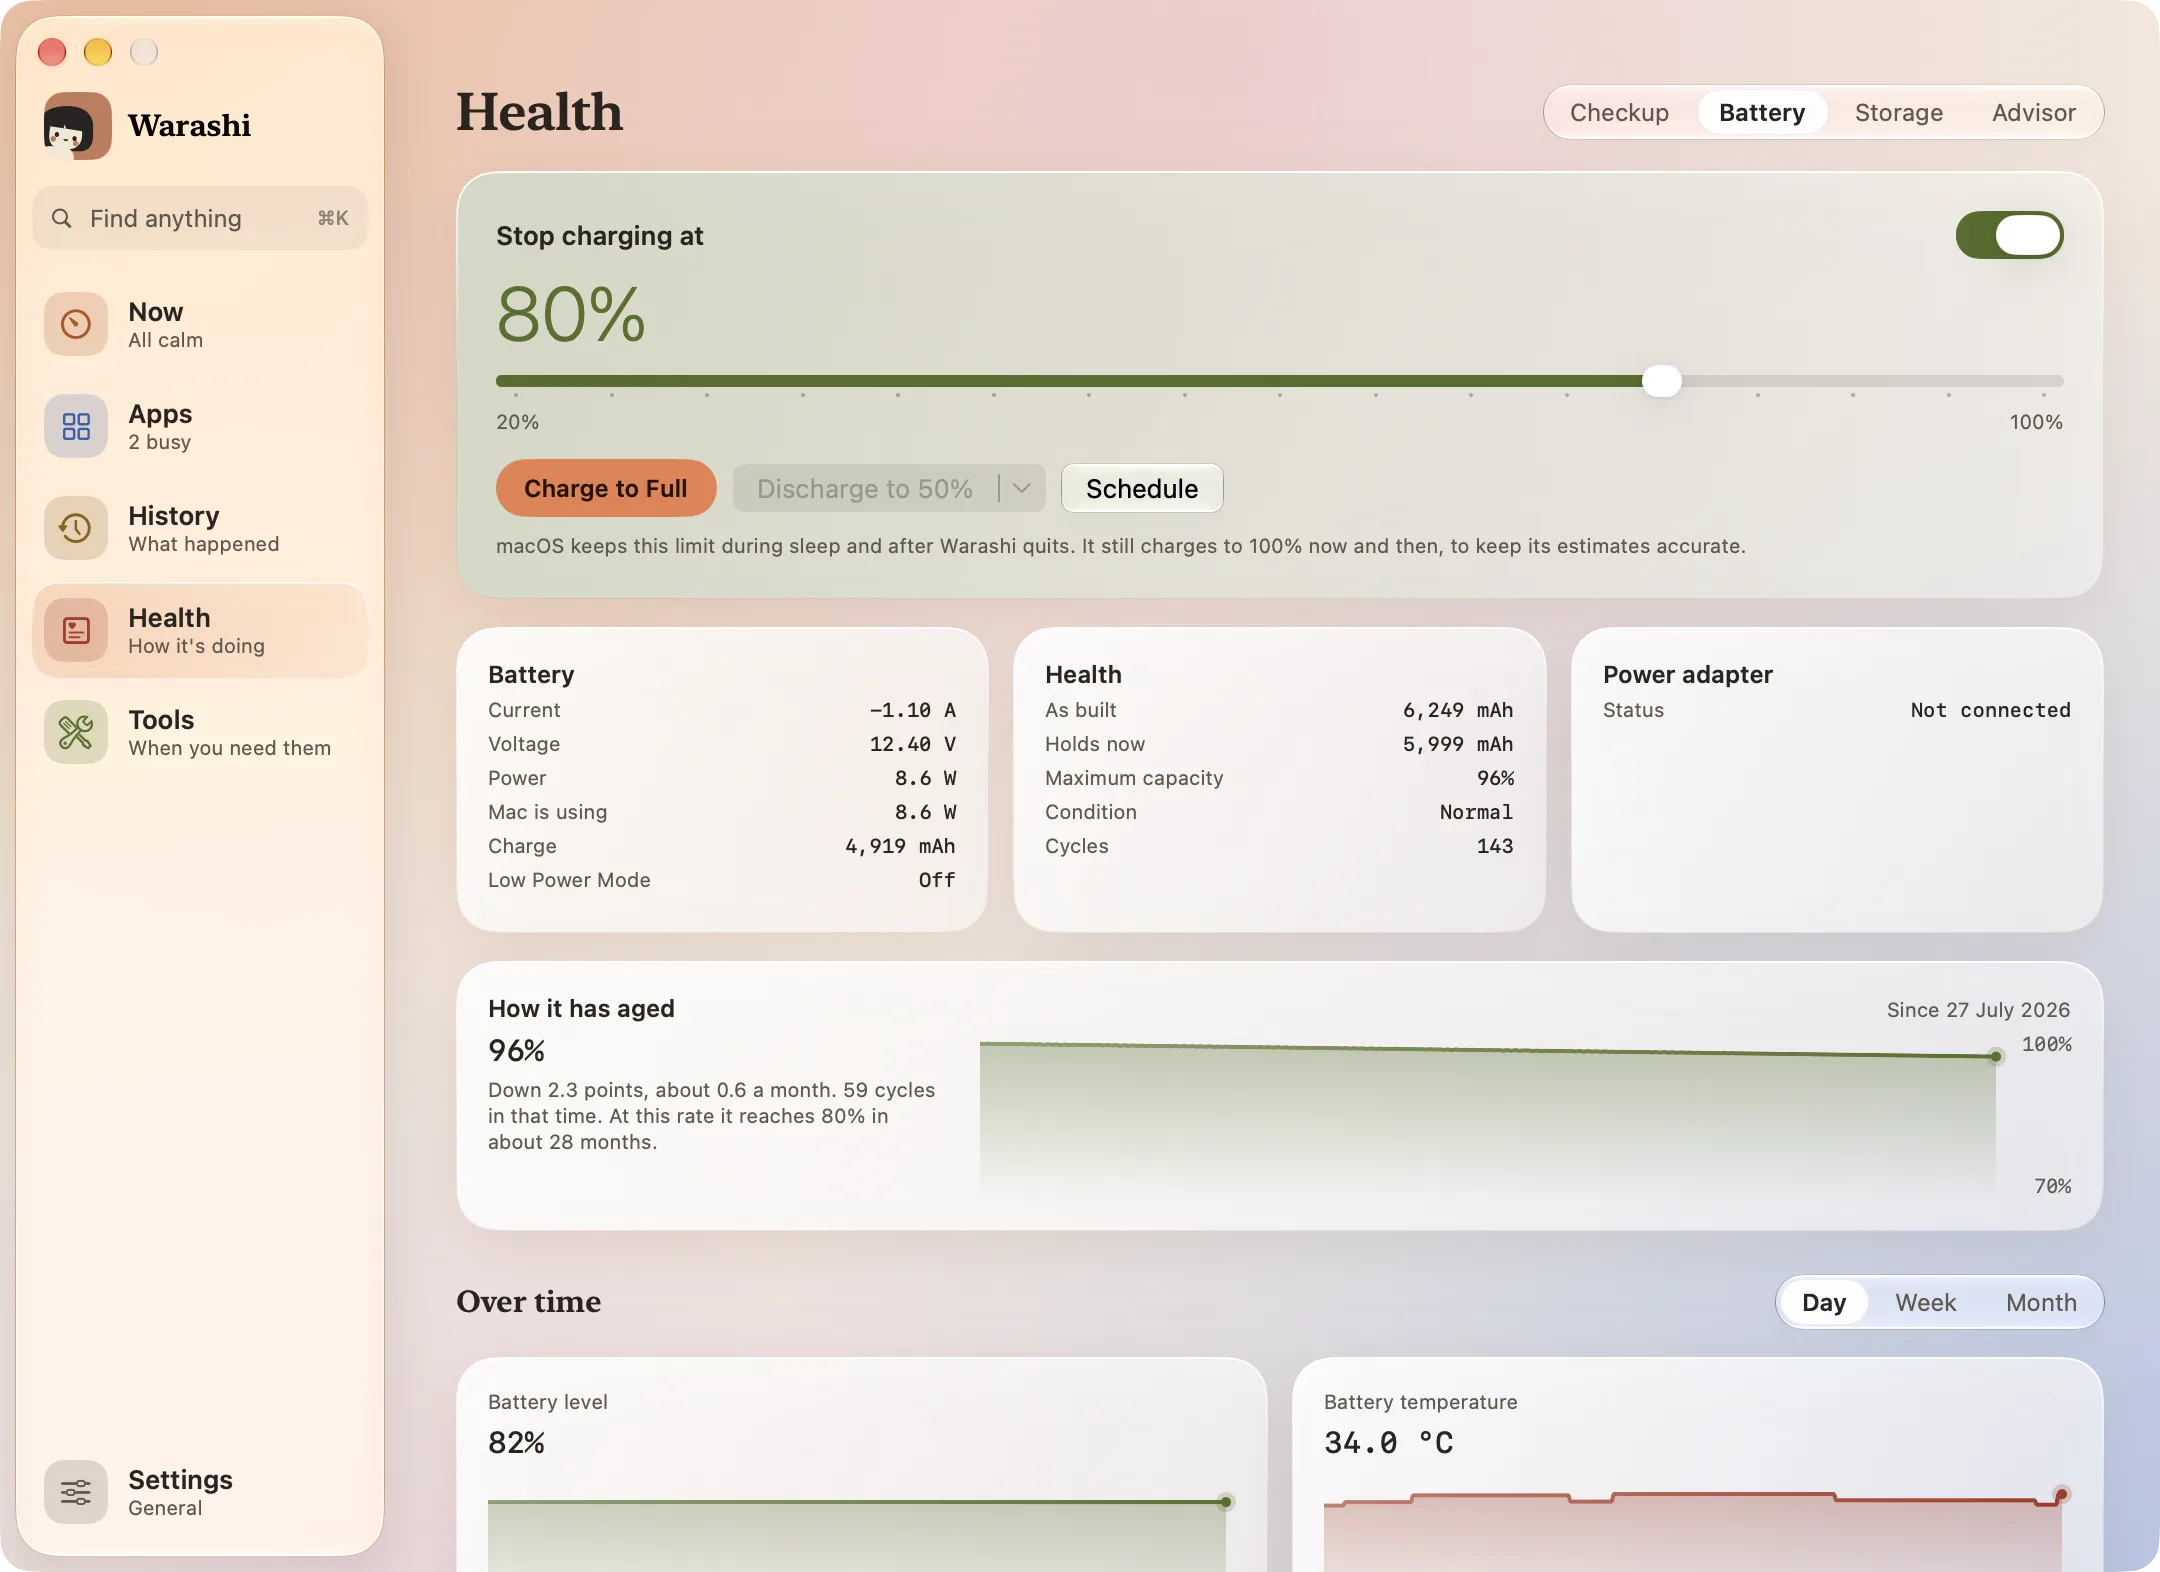 Warashi
Find anything ⌘K
Now
All calm
Apps
2 busy
History
What happened
Health
How it's doing
Tools
When you need them
Settings
General
Health
Checkup Battery Storage Advisor
Stop charging at
80%
20% 100%
Charge to Full Discharge to 50% Schedule
macOS keeps this limit during sleep and after Warashi quits. It still charges to 100% now and then, to keep its estimates accurate.
Battery
Current −1.10 A
Voltage 12.40 V
Power 8.6 W
Mac is using 8.6 W
Charge 4,919 mAh
Low Power Mode Off
Health
As built 6,249 mAh
Holds now 5,999 mAh
Maximum capacity 96%
Condition Normal
Cycles 143
Power adapter
Status Not connected
How it has aged
Since 27 July 2026
96%
Down 2.3 points, about 0.6 a month. 59 cycles
in that time. At this rate it reaches 80% in
about 28 months.
100%
70%
Over time
Day Week Month
Battery level
82%
Battery temperature
34.0 °C